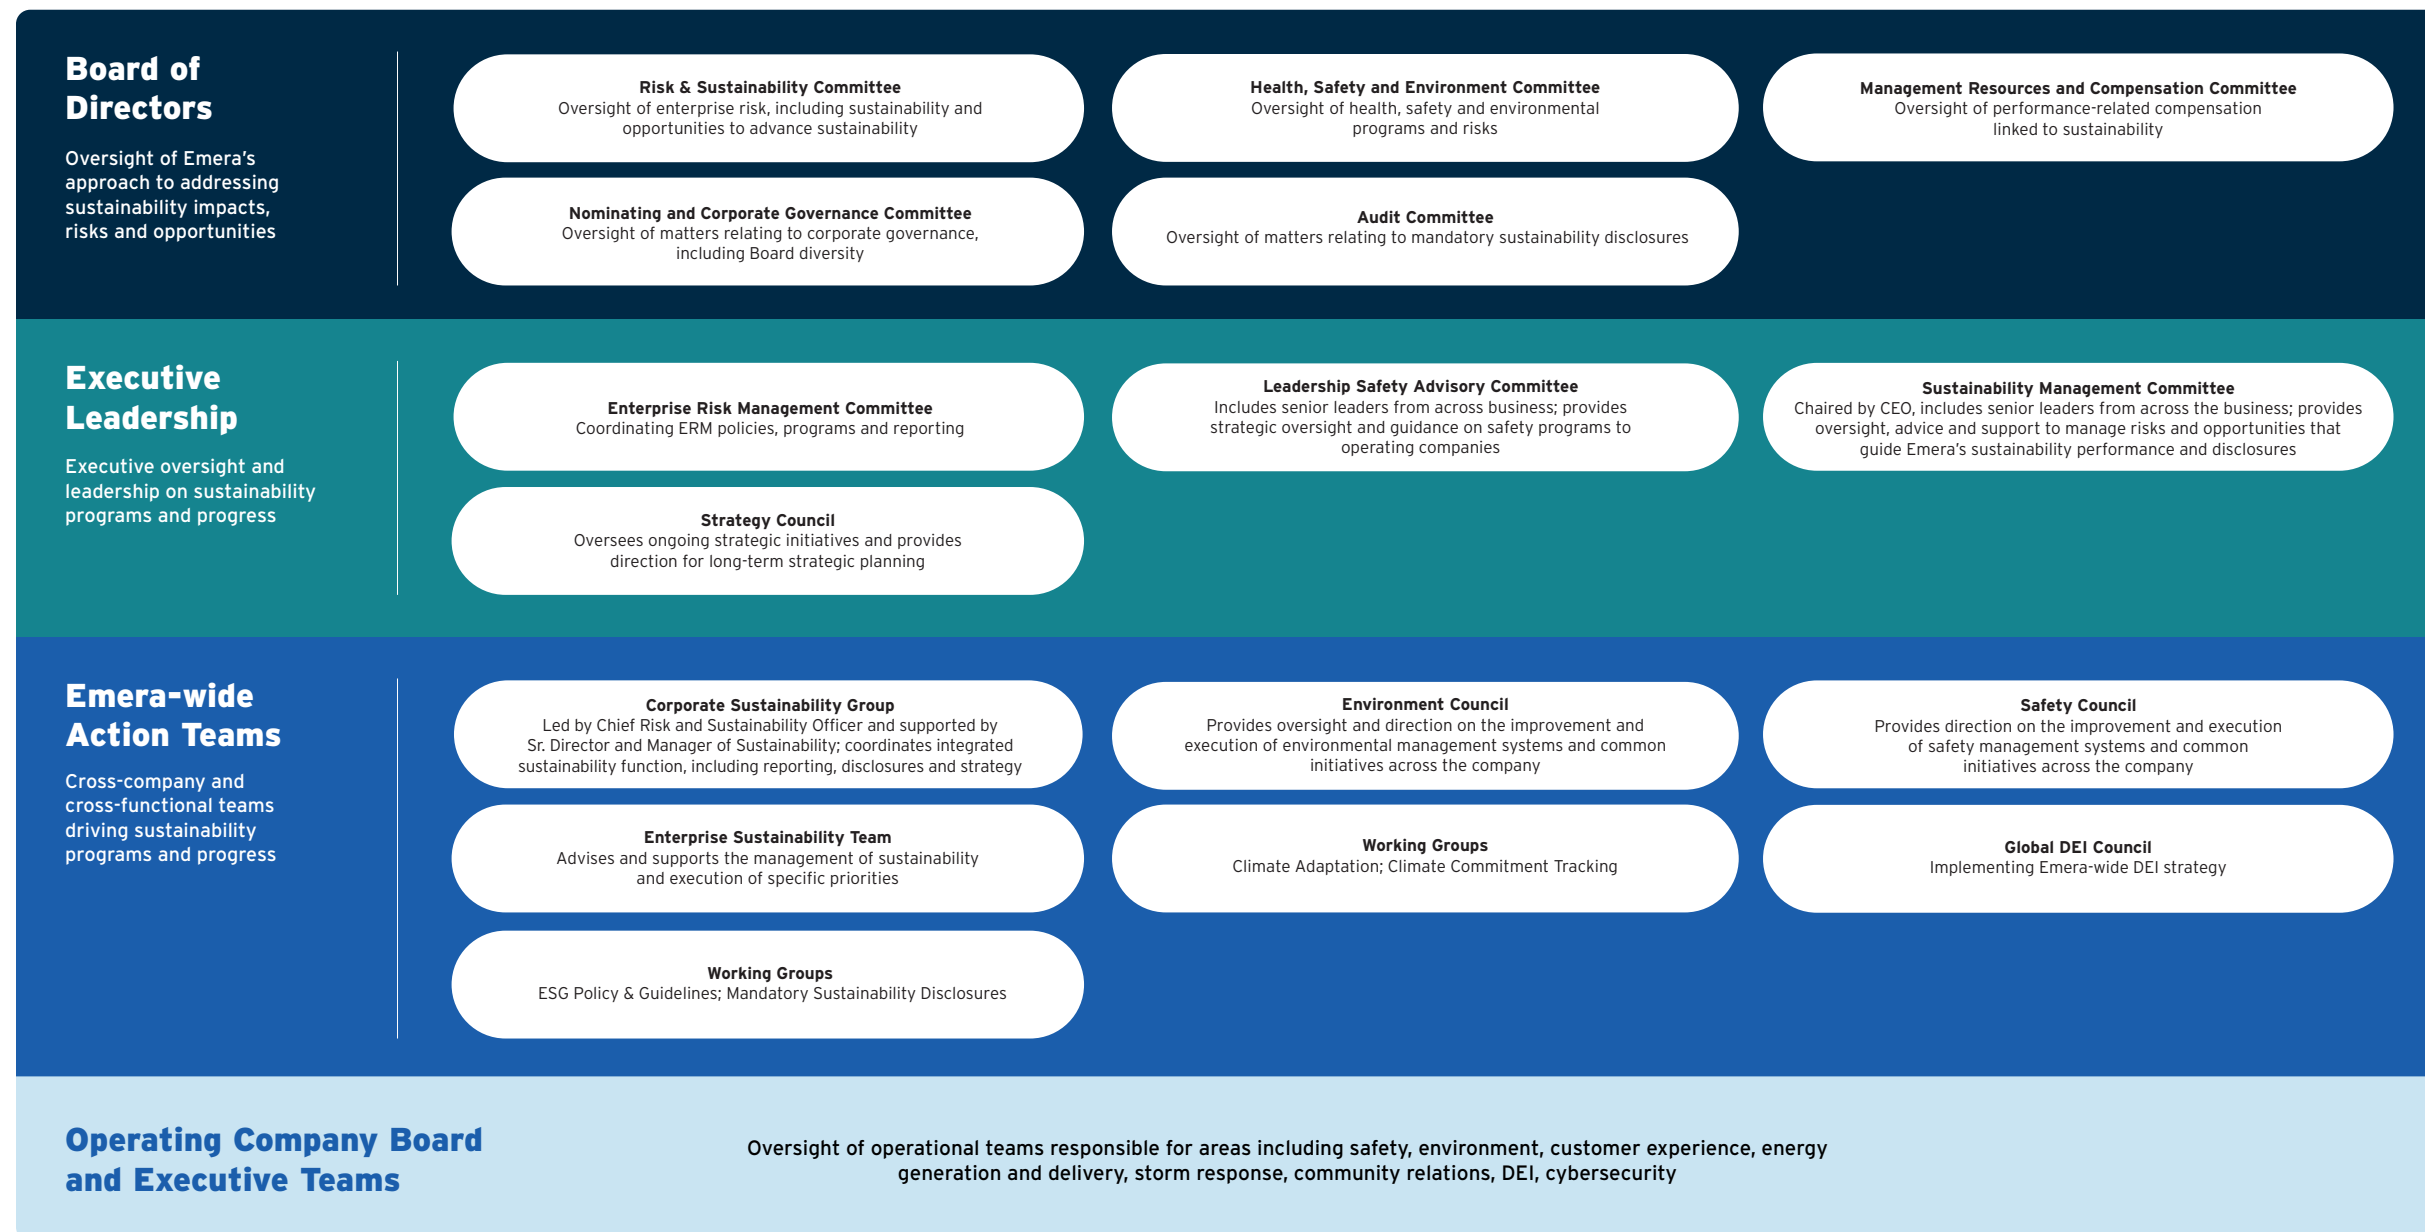 Board of
Directors
Oversight of Emera's
approach to addressing
sustainability impacts,
risks and opportunities
Risk & Sustainability Committee
Oversight of enterprise risk, including sustainability and
opportunities to advance sustainability
Health, Safety and Environment Committee
Oversight of health, safety and environmental
programs and risks
Management Resources and Compensation Committee
Oversight of performance-related compensation
linked to sustainability
Nominating and Corporate Governance Committee
Oversight of matters relating to corporate governance,
including Board diversity
Audit Committee
Oversight of matters relating to mandatory sustainability disclosures
Executive
Leadership
Executive oversight and
leadership on sustainability
programs and progress
Enterprise Risk Management Committee
Coordinating ERM policies, programs and reporting
Leadership Safety Advisory Committee
Includes senior leaders from across business; provides
strategic oversight and guidance on safety programs to
operating companies
Sustainability Management Committee
Chaired by CEO, includes senior leaders from across the business; provides
oversight, advice and support to manage risks and opportunities that
guide Emera's sustainability performance and disclosures
Strategy Council
Oversees ongoing strategic initiatives and provides
direction for long-term strategic planning
Emera-wide
Action Teams
Cross-company and
cross-functional teams
driving sustainability
programs and progress
Corporate Sustainability Group
Led by Chief Risk and Sustainability Officer and supported by
Sr. Director and Manager of Sustainability; coordinates integrated
sustainability function, including reporting, disclosures and strategy
Environment Council
Provides oversight and direction on the improvement and
execution of environmental management systems and common
initiatives across the company
Safety Council
Provides direction on the improvement and execution
of safety management systems and common
initiatives across the company
Enterprise Sustainability Team
Advises and supports the management of sustainability
and execution of specific priorities
Working Groups
Climate Adaptation; Climate Commitment Tracking
Global DEI Council
Implementing Emera-wide DEI strategy
Working Groups
ESG Policy & Guidelines; Mandatory Sustainability Disclosures
Operating Company Board
and Executive Teams
Oversight of operational teams responsible for areas including safety, environment, customer experience, energy
generation and delivery, storm response, community relations, DEI, cybersecurity